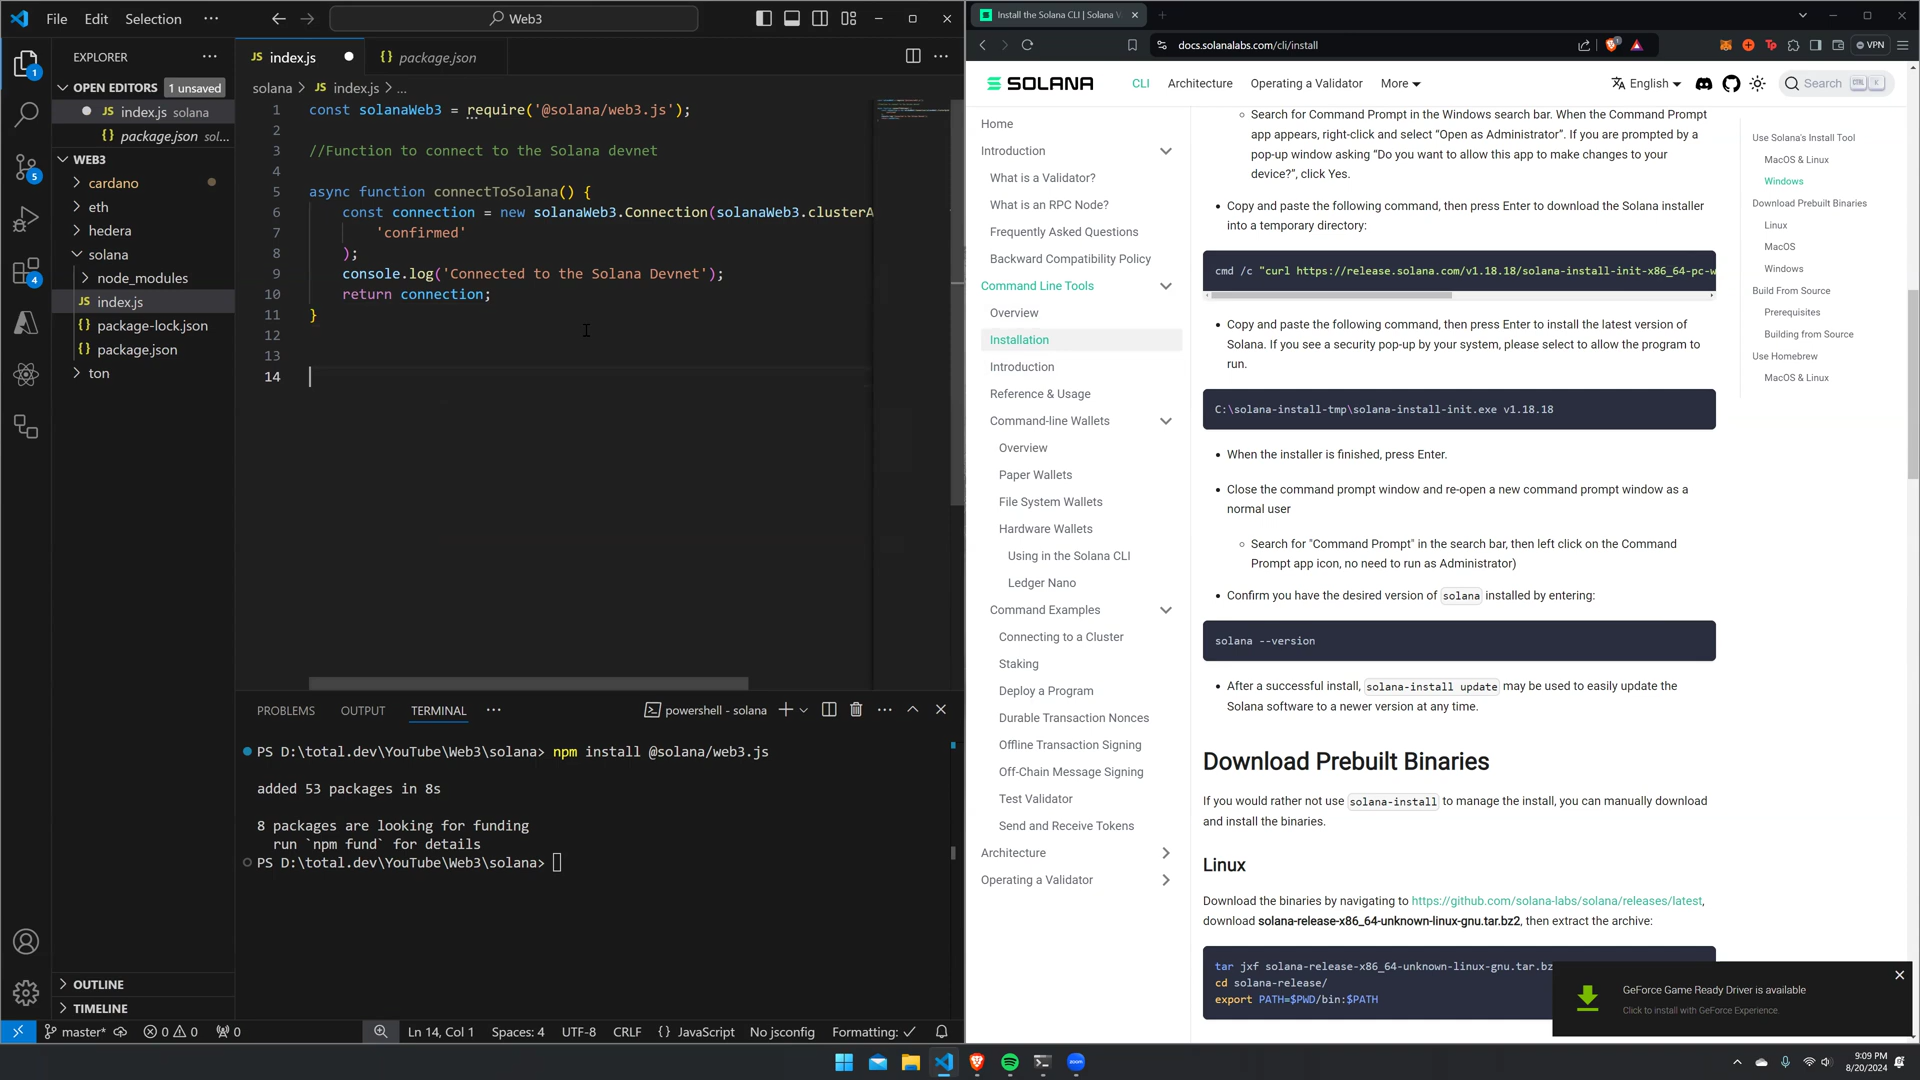 File Edit Selection
Web3
EXPLORER
OPEN EDITORS 1 unsaved
JS index.js solana
{} package.json sol...
WEB3
cardano
eth
hedera
solana
node_modules
JS index.js
{} package-lock.json
{} package.json
ton
OUTLINE
TIMELINE
1
5
4
JS index.js
{} package.json
solana > JS index.js > ...
1 const solanaWeb3 = require('@solana/web3.js');
2
3 //Function to connect to the Solana devnet
4
5 async function connectToSolana() {
6 const connection = new solanaWeb3.Connection(solanaWeb3.clusterA
7 'confirmed'
8 );
9 console.log('Connected to the Solana Devnet');
10 return connection;
11 }
12
13
14
PROBLEMS OUTPUT TERMINAL
powershell - solana
PS D:\total.dev\YouTube\Web3\solana> npm install @solana/web3.js
added 53 packages in 8s
8 packages are looking for funding
run `npm fund` for details
PS D:\total.dev\YouTube\Web3\solana>
master* 0 0 0 Ln 14, Col 1 Spaces: 4 UTF-8 CRLF {} JavaScript No jsconfig Formatting: ✓
Install the Solana CLI | Solana V
docs.solanalabs.com/cli/install
1
VPN
SOLANA
CLI Architecture Operating a Validator More
English
Search
Home
Introduction
What is a Validator?
What is an RPC Node?
Frequently Asked Questions
Backward Compatibility Policy
Command Line Tools
Overview
Installation
Introduction
Reference & Usage
Command-line Wallets
Overview
Paper Wallets
File System Wallets
Hardware Wallets
Using in the Solana CLI
Ledger Nano
Command Examples
Connecting to a Cluster
Staking
Deploy a Program
Durable Transaction Nonces
Offline Transaction Signing
Off-Chain Message Signing
Test Validator
Send and Receive Tokens
Architecture
Operating a Validator
Search for Command Prompt in the Windows search bar. When the Command Prompt
app appears, right-click and select “Open as Administrator”. If you are prompted by a
pop-up window asking “Do you want to allow this app to make changes to your
device?”, click Yes.
Copy and paste the following command, then press Enter to download the Solana installer
into a temporary directory:
cmd /c "curl https://release.solana.com/v1.18.18/solana-install-init-x86_64-pc-w
Copy and paste the following command, then press Enter to install the latest version of
Solana. If you see a security pop-up by your system, please select to allow the program to
run.
C:\solana-install-tmp\solana-install-init.exe v1.18.18
When the installer is finished, press Enter.
Close the command prompt window and re-open a new command prompt window as a
normal user
Search for "Command Prompt" in the search bar, then left click on the Command
Prompt app icon, no need to run as Administrator)
Confirm you have the desired version of solana installed by entering:
solana --version
After a successful install, solana-install update may be used to easily update the
Solana software to a newer version at any time.
Download Prebuilt Binaries
If you would rather not use solana-install to manage the install, you can manually download
and install the binaries.
Linux
Download the binaries by navigating to https://github.com/solana-labs/solana/releases/latest,
download solana-release-x86_64-unknown-linux-gnu.tar.bz2, then extract the archive:
tar jxf solana-release-x86_64-unknown-linux-gnu.tar.bz
cd solana-release/
export PATH=$PWD/bin:$PATH
Use Solana's Install Tool
MacOS & Linux
Windows
Download Prebuilt Binaries
Linux
MacOS
Windows
Build From Source
Prerequisites
Building from Source
Use Homebrew
MacOS & Linux
GeForce Game Ready Driver is available
Click to install with GeForce Experience.
zoom
9:09 PM
8/20/2024